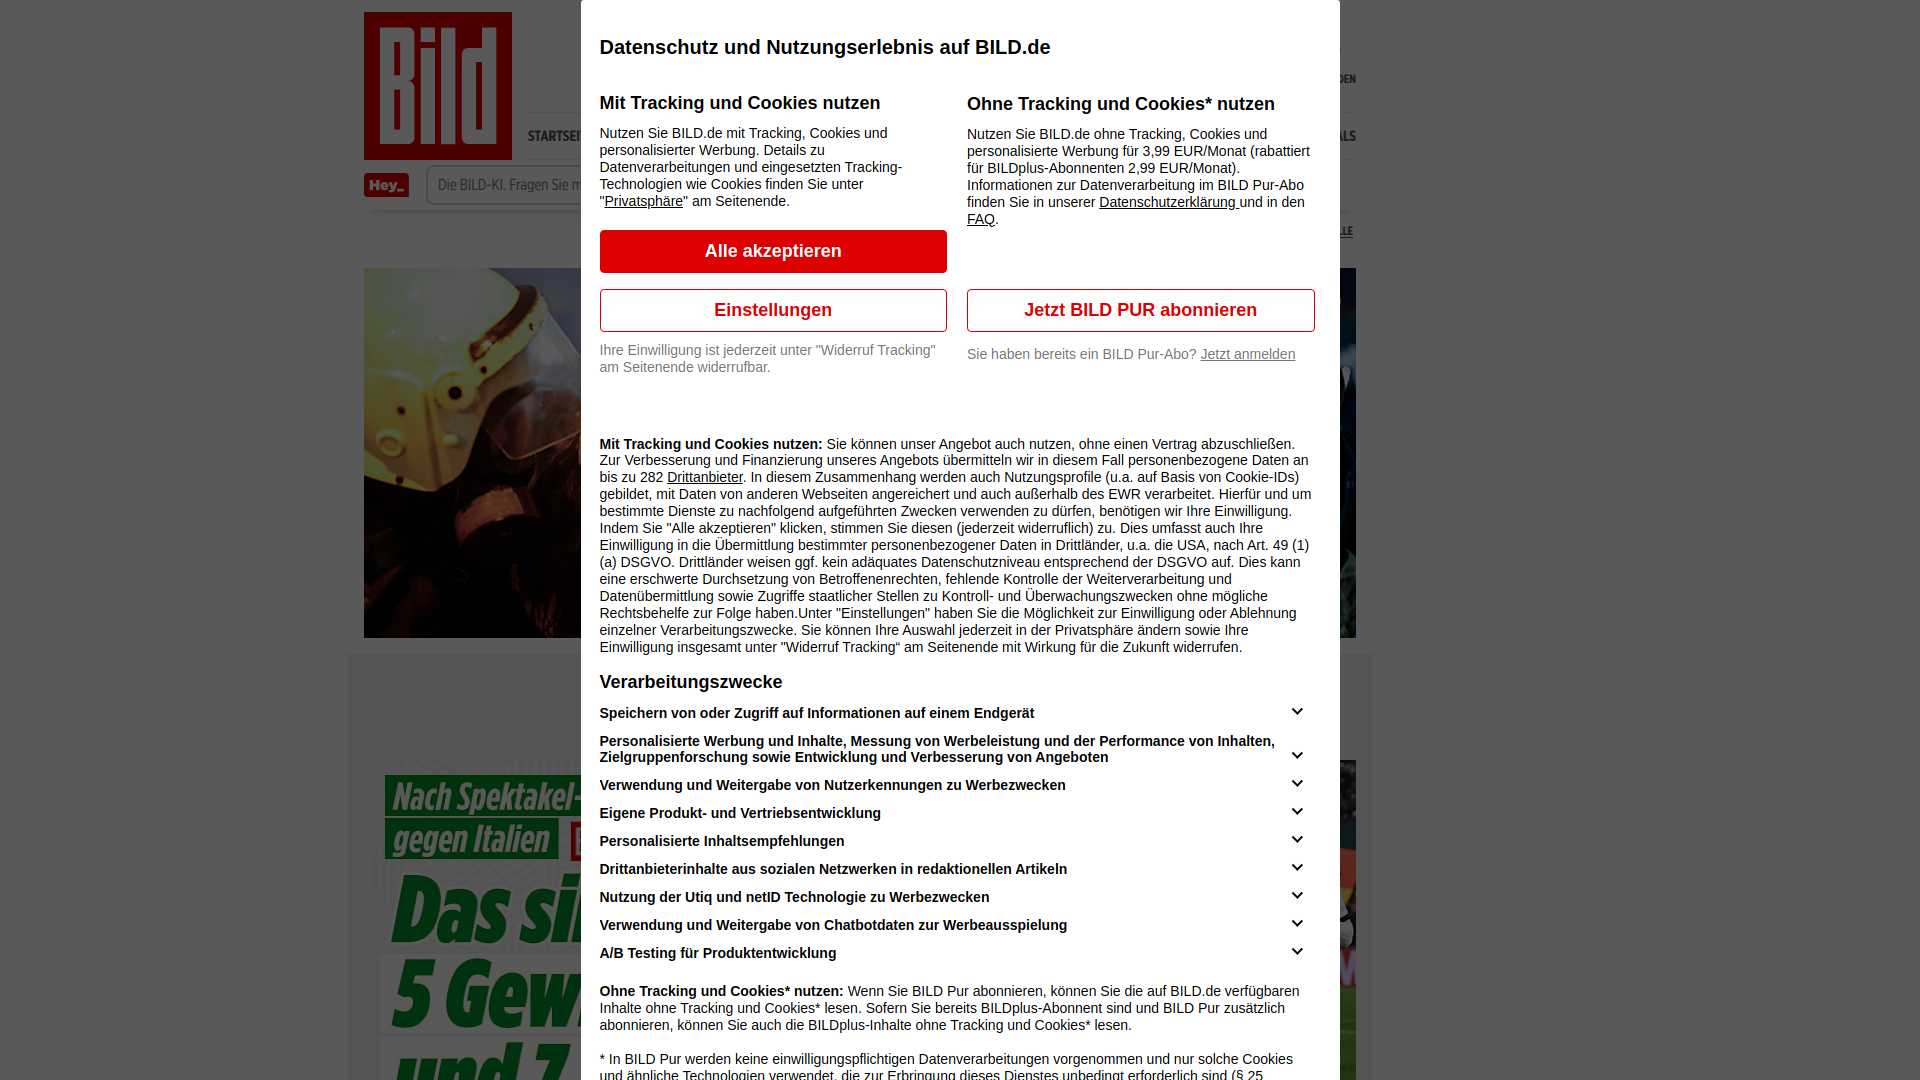 Bild
Datenschutz und Nutzungserlebnis auf BILD.de
Mit Tracking und Cookies nutzen
Nutzen Sie BILD.de mit Tracking, Cookies und
personalisierter Werbung. Details zu
Datenverarbeitungen und eingesetzten Tracking-
Technologien wie Cookies finden Sie unter
"Privatsphäre" am Seitenende.
Alle akzeptieren
Einstellungen
Ihre Einwilligung ist jederzeit unter "Widerruf Tracking"
am Seitenende widerrufbar.
Ohne Tracking und Cookies* nutzen
Nutzen Sie BILD.de ohne Tracking, Cookies und
personalisierte Werbung für 3,99 EUR/Monat (rabattiert
für BILDplus-Abonnenten 2,99 EUR/Monat).
Informationen zur Datenverarbeitung im BILD Pur-Abo
finden Sie in unserer Datenschutzerklärung und in den
FAQ.
Jetzt BILD PUR abonnieren
Sie haben bereits ein BILD Pur-Abo? Jetzt anmelden
Mit Tracking und Cookies nutzen: Sie können unser Angebot auch nutzen, ohne einen Vertrag abzuschließen.
Zur Verbesserung und Finanzierung unseres Angebots übermitteln wir in diesem Fall personenbezogene Daten an
bis zu 282 Drittanbieter. In diesem Zusammenhang werden auch Nutzungsprofile (u.a. auf Basis von Cookie-IDs)
gebildet, mit Daten von anderen Webseiten angereichert und auch außerhalb des EWR verarbeitet. Hierfür und um
bestimmte Dienste zu nachfolgend aufgeführten Zwecken verwenden zu dürfen, benötigen wir Ihre Einwilligung.
Indem Sie "Alle akzeptieren" klicken, stimmen Sie diesen (jederzeit widerruflich) zu. Dies umfasst auch Ihre
Einwilligung in die Übermittlung bestimmter personenbezogener Daten in Drittländer, u.a. die USA, nach Art. 49 (1)
(a) DSGVO. Drittländer weisen ggf. kein adäquates Datenschutzniveau entsprechend der DSGVO auf. Dies kann
eine erschwerte Durchsetzung von Betroffenenrechten, fehlende Kontrolle der Weiterverarbeitung und
Datenübermittlung sowie Zugriffe staatlicher Stellen zu Kontroll- und Überwachungszwecken ohne mögliche
Rechtsbehelfe zur Folge haben.Unter "Einstellungen" haben Sie die Möglichkeit zur Einwilligung oder Ablehnung
einzelner Verarbeitungszwecke. Sie können Ihre Auswahl jederzeit in der Privatsphäre ändern sowie Ihre
Einwilligung insgesamt unter "Widerruf Tracking“ am Seitenende mit Wirkung für die Zukunft widerrufen.
Verarbeitungszwecke
Speichern von oder Zugriff auf Informationen auf einem Endgerät
Personalisierte Werbung und Inhalte, Messung von Werbeleistung und der Performance von Inhalten,
Zielgruppenforschung sowie Entwicklung und Verbesserung von Angeboten
Verwendung und Weitergabe von Nutzerkennungen zu Werbezwecken
Eigene Produkt- und Vertriebsentwicklung
Personalisierte Inhaltsempfehlungen
Drittanbieterinhalte aus sozialen Netzwerken in redaktionellen Artikeln
Nutzung der Utiq und netID Technologie zu Werbezwecken
Verwendung und Weitergabe von Chatbotdaten zur Werbeausspielung
A/B Testing für Produktentwicklung
Ohne Tracking und Cookies* nutzen: Wenn Sie BILD Pur abonnieren, können Sie die auf BILD.de verfügbaren
Inhalte ohne Tracking und Cookies* lesen. Sofern Sie bereits BILDplus-Abonnent sind und BILD Pur zusätzlich
abonnieren, können Sie auch die BILDplus-Inhalte ohne Tracking und Cookies* lesen.
* In BILD Pur werden keine einwilligungspflichtigen Datenverarbeitungen vorgenommen und nur solche Cookies
und ähnliche Technologien verwendet, die zur Erbringung dieses Dienstes unbedingt erforderlich sind (§ 25
STARTSEI
Hey_
Die BILD-KI. Fragen Sie m
DEN
ALS
LLE
Nach Spektakel-
gegen Italien
Das si
5 Gew
und 7